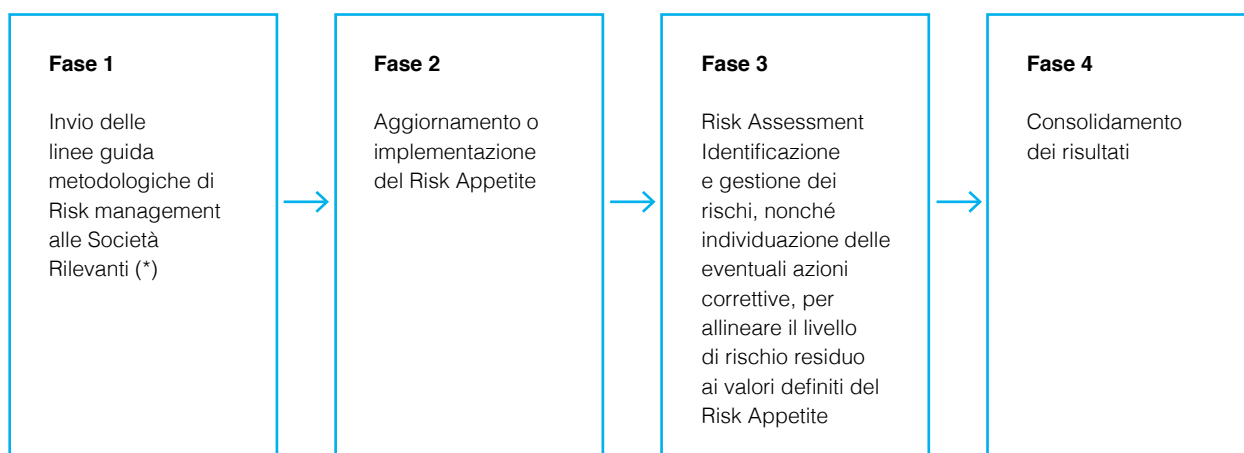 Fase 1
Invio delle
linee guida
metodologiche di
Risk management
alle Società
Rilevanti (*)
Fase 2
Aggiornamento o
implementazione
del Risk Appetite
Fase 3
Risk Assessment
Identificazione
e gestione dei
rischi, nonché
individuazione delle
eventuali azioni
correttive, per
allineare il livello
di rischio residuo
ai valori definiti del
Risk Appetite
Fase 4
Consolidamento
dei risultati